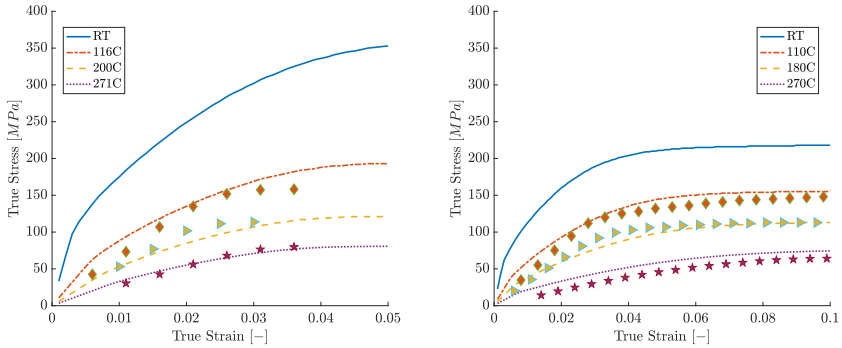 400
350
300
250
200
150
100
50
0
True Stress [MPa]
RT
116C
200C
271C
0
0.01
0.02
0.03
0.04
0.05
True Strain [−]
400
350
300
250
200
150
100
50
0
True Stress [MPa]
RT
110C
180C
270C
0
0.02
0.04
0.06
0.08
0.1
True Strain [−]